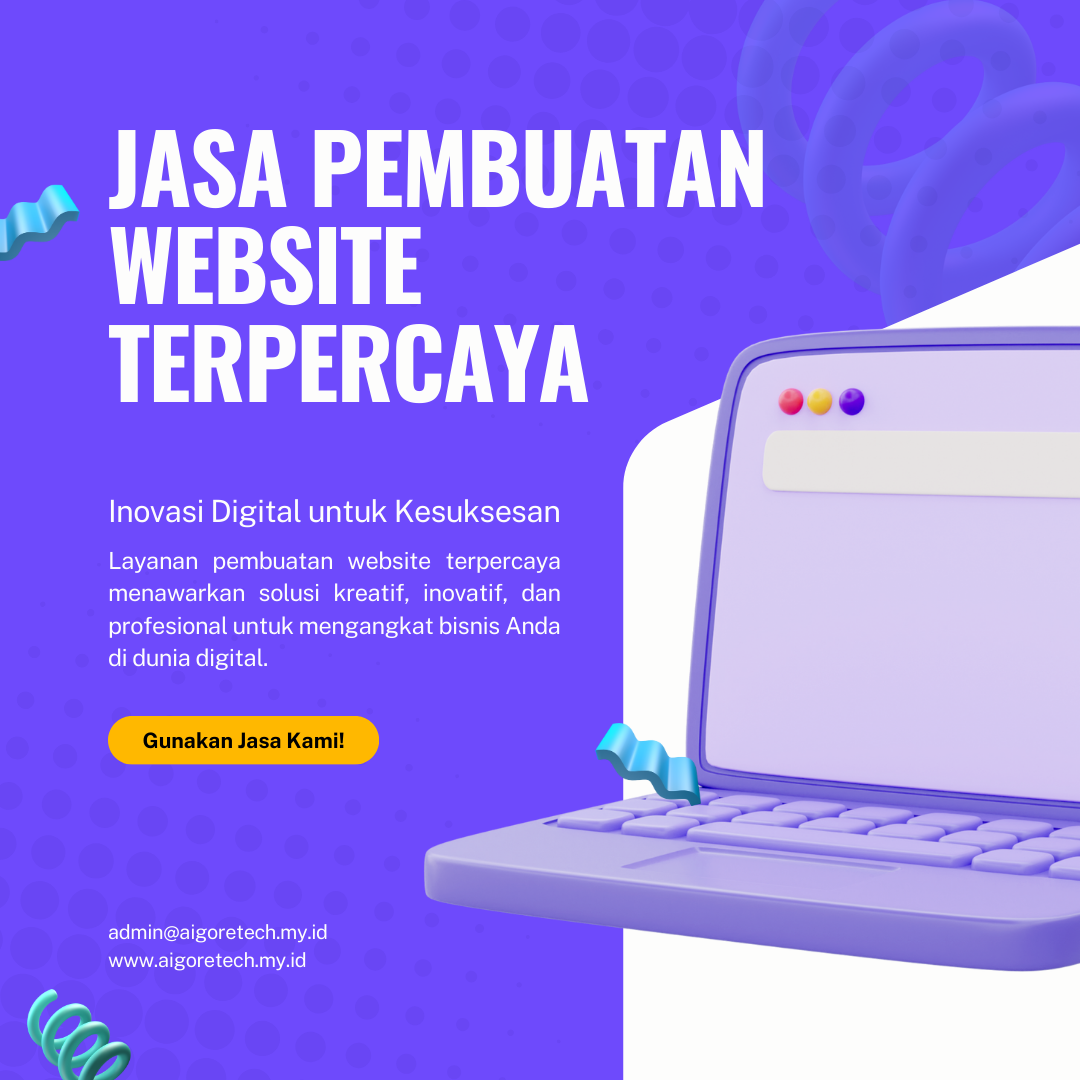 JASA PEMBUATAN
WEBSITE
TERPERCAYA
Inovasi Digital untuk Kesuksesan
Layanan pembuatan website terpercaya
menawarkan solusi kreatif, inovatif, dan
profesional untuk mengangkat bisnis Anda
di dunia digital.
Gunakan Jasa Kami!
admin@aigoretech.my.id
www.aigoretech.my.id